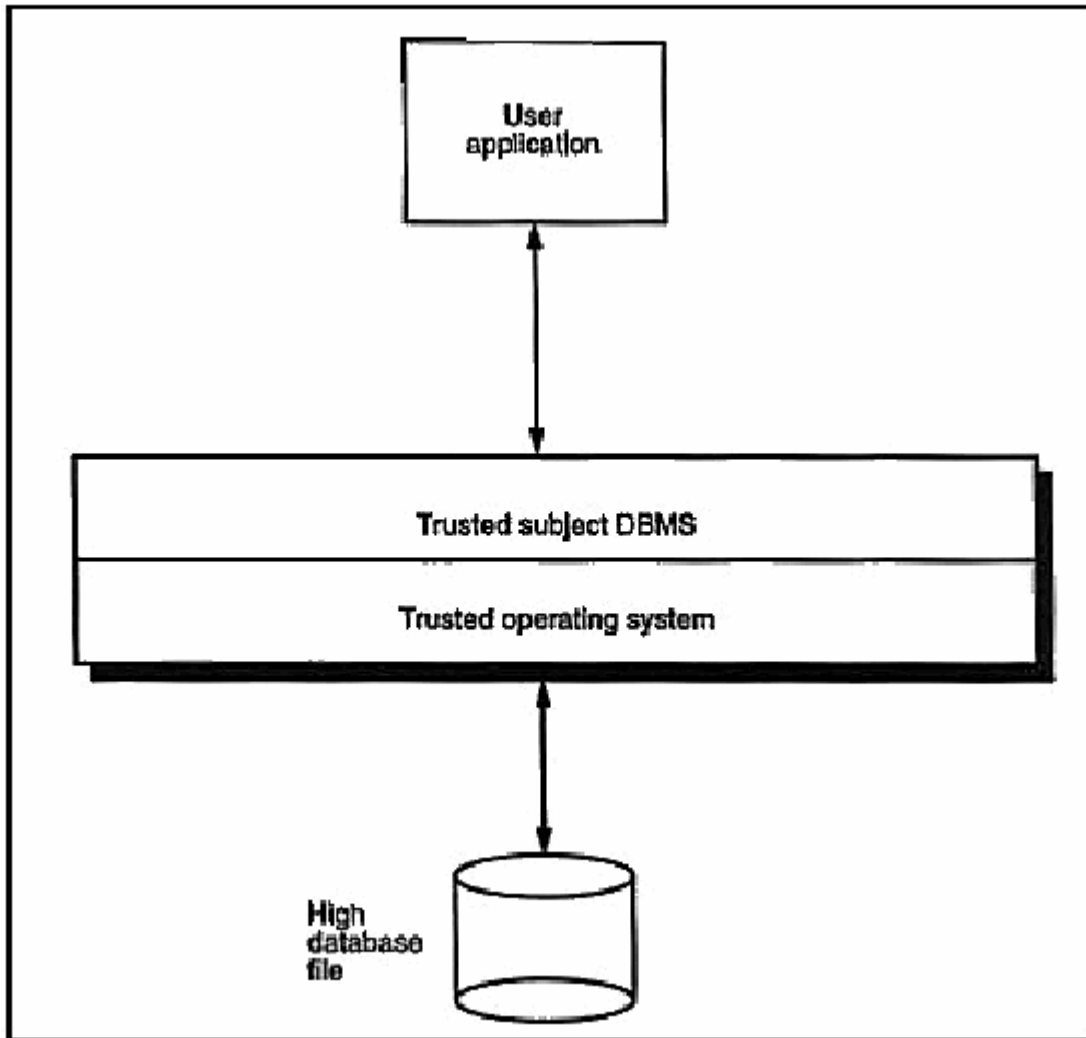 User
application
Trusted subject DBMS
Trusted operating system
High
database
file